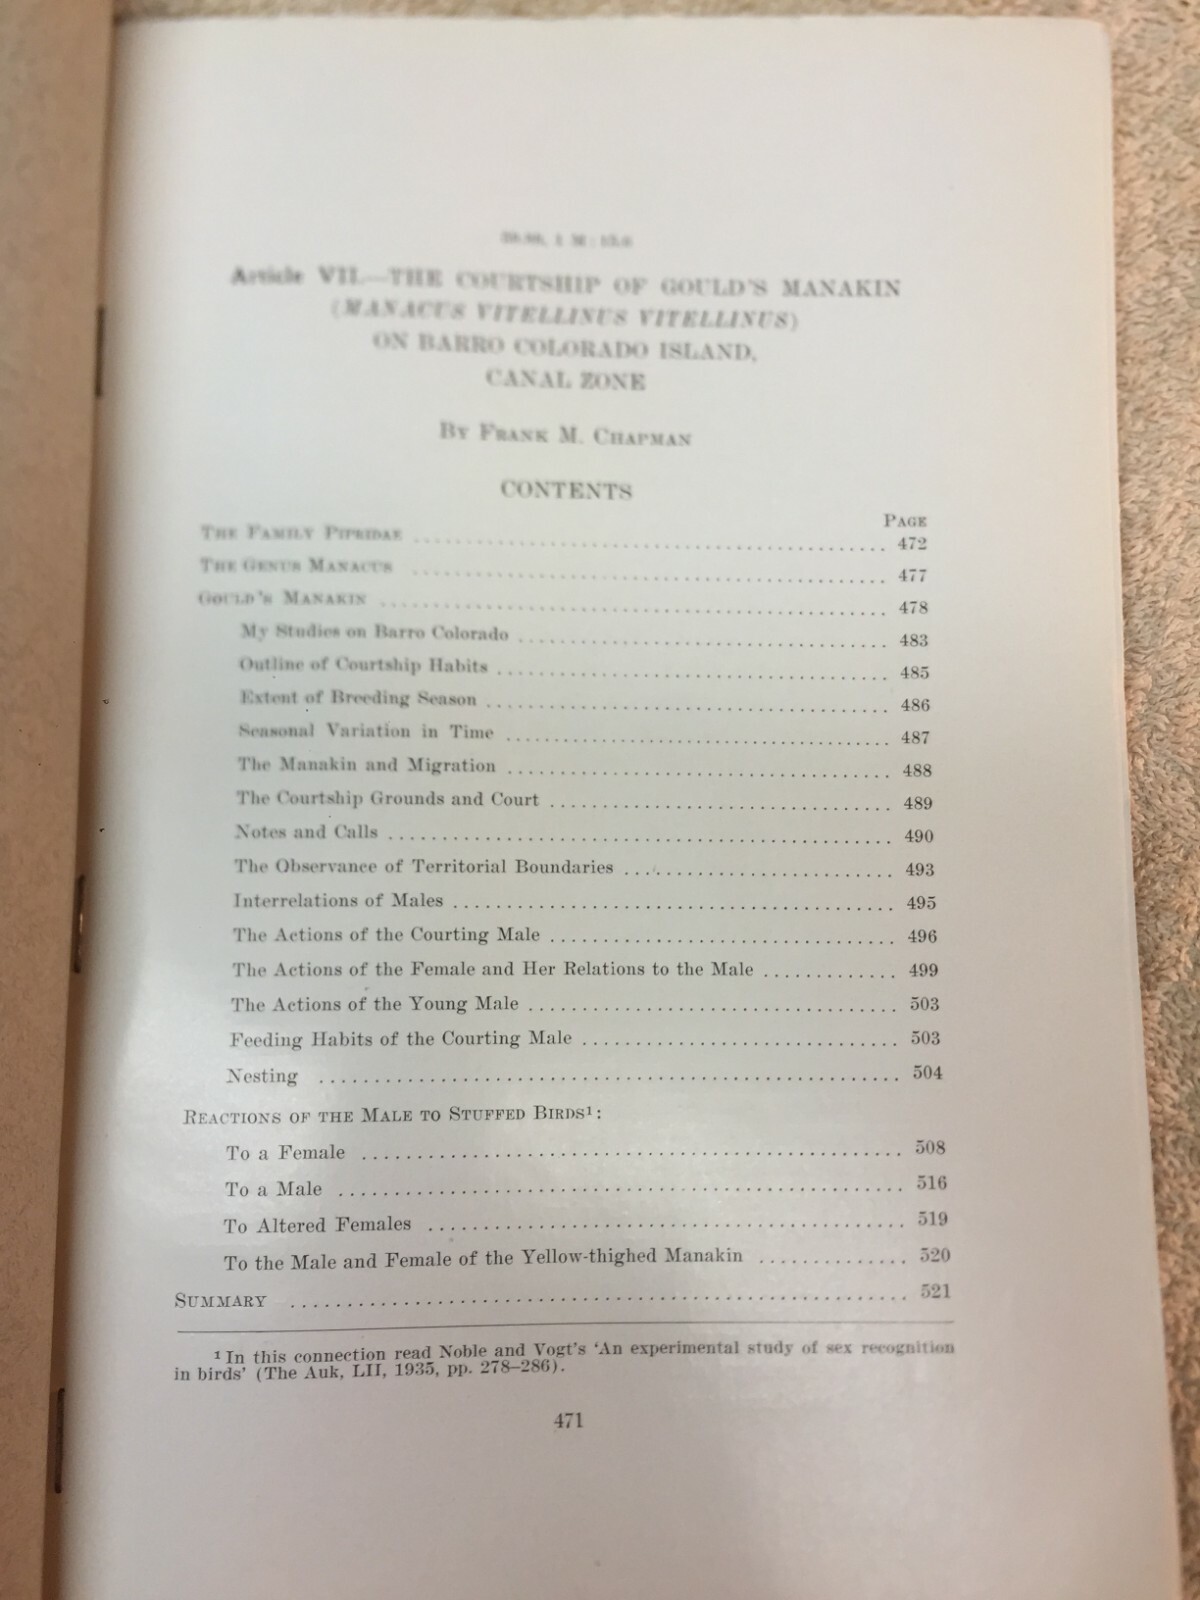 Article VII.—THE COURTSHIP OF GOULD'S MANAKIN
(MANACUS VITELLINUS VITELLINUS)
ON BARRO COLORADO ISLAND,
CANAL ZONE
BY FRANK M. CHAPMAN
CONTENTS
PAGE
THE FAMILY PIPRIDAE ........ 472
THE GENUS MANACUS ........ 477
GOULD'S MANAKIN ........ 478
My Studies on Barro Colorado ........ 483
Outline of Courtship Habits ........ 485
Extent of Breeding Season ........ 486
Seasonal Variation in Time ........ 487
The Manakin and Migration ........ 488
The Courtship Grounds and Court ........ 489
Notes and Calls ........ 490
The Observance of Territorial Boundaries ........ 493
Interrelations of Males ........ 495
The Actions of the Courting Male ........ 496
The Actions of the Female and Her Relations to the Male ........ 499
The Actions of the Young Male ........ 503
Feeding Habits of the Courting Male ........ 503
Nesting ........ 504
REACTIONS OF THE MALE TO STUFFED BIRDS¹:
To a Female ........ 508
To a Male ........ 516
To Altered Females ........ 519
To the Male and Female of the Yellow-thighed Manakin ........ 520
SUMMARY ........ 521
¹ In this connection read Noble and Vogt's 'An experimental study of sex recognition
in birds' (The Auk, LII, 1935, pp. 278–286).
471